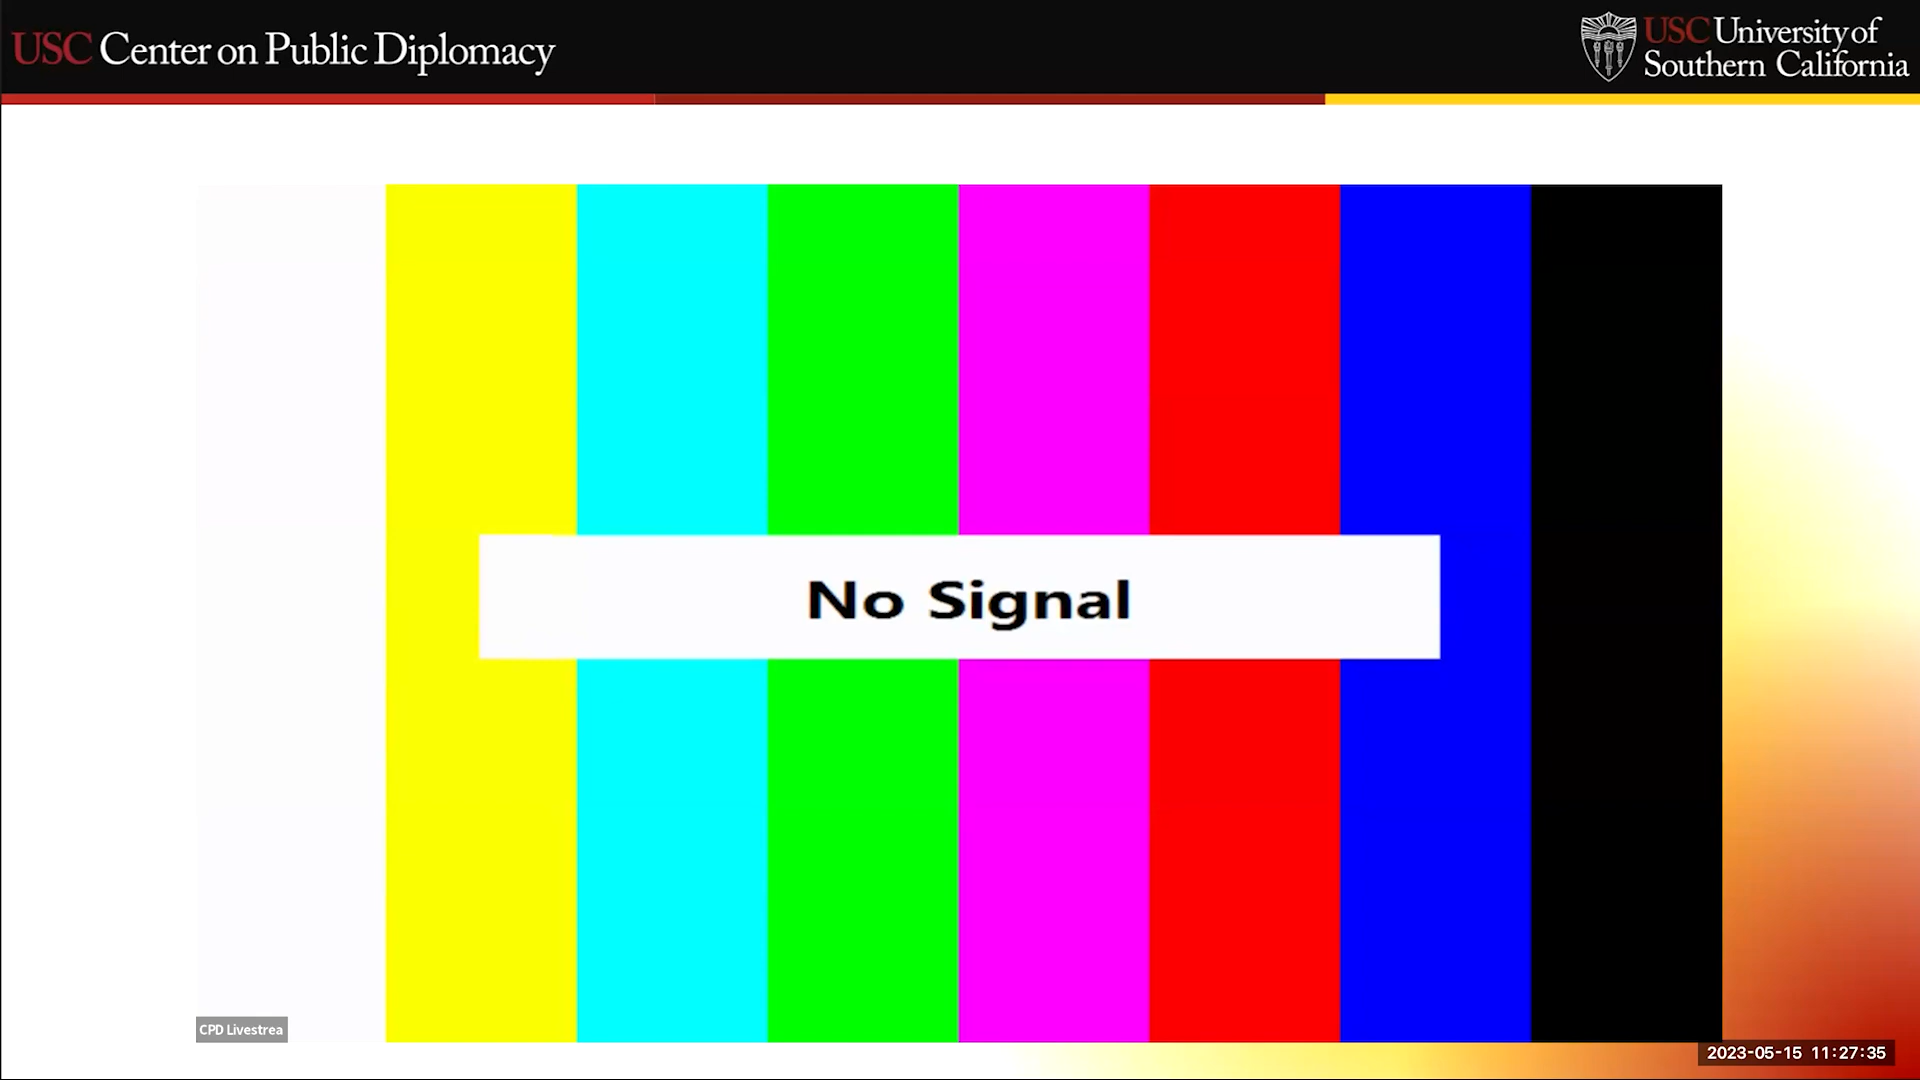 USC Center on Public Diplomacy
USC University of
Southern California
No Signal
CPD Livestrea
2023-05-15 11:27:35